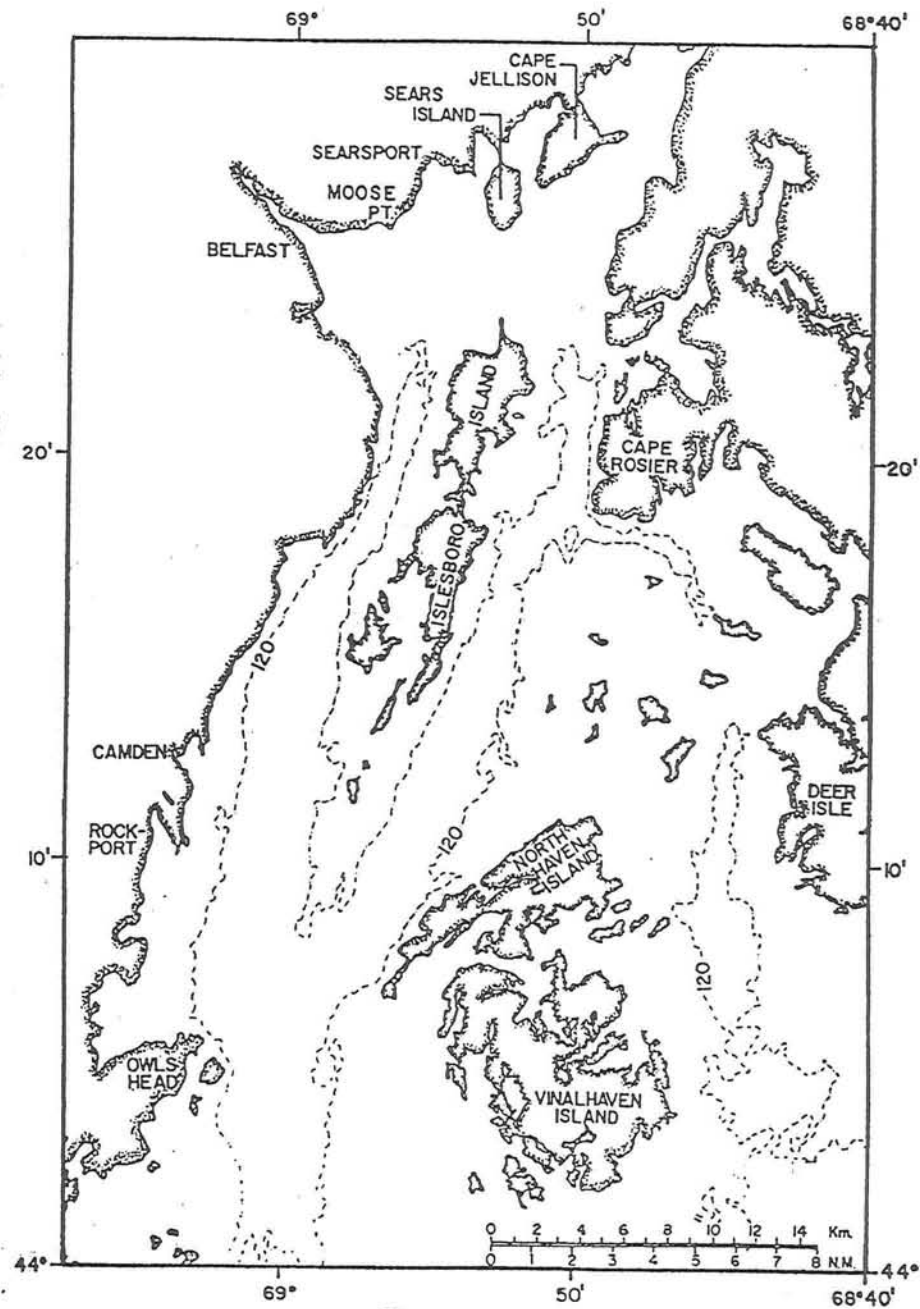 69°
50'
68°40'
CAPE
JELLISON
SEARS
ISLAND
SEARSPORT
MOOSE
PT.
BELFAST
ISLAND
20'
20'
CAPE
ROSIER
ISLESBORO
120
CAMDEN
DEER
ISLE
ROCK-
PORT
120
NORTH
HAVEN
ISLAND
10'
10'
120
OWLS
HEAD
VINALHAVEN
ISLAND
0 2 4 6 8 10 12 14 Km.
0 1 2 3 4 5 6 7 8 N.M.
44°
44°
69°
50'
68°40'